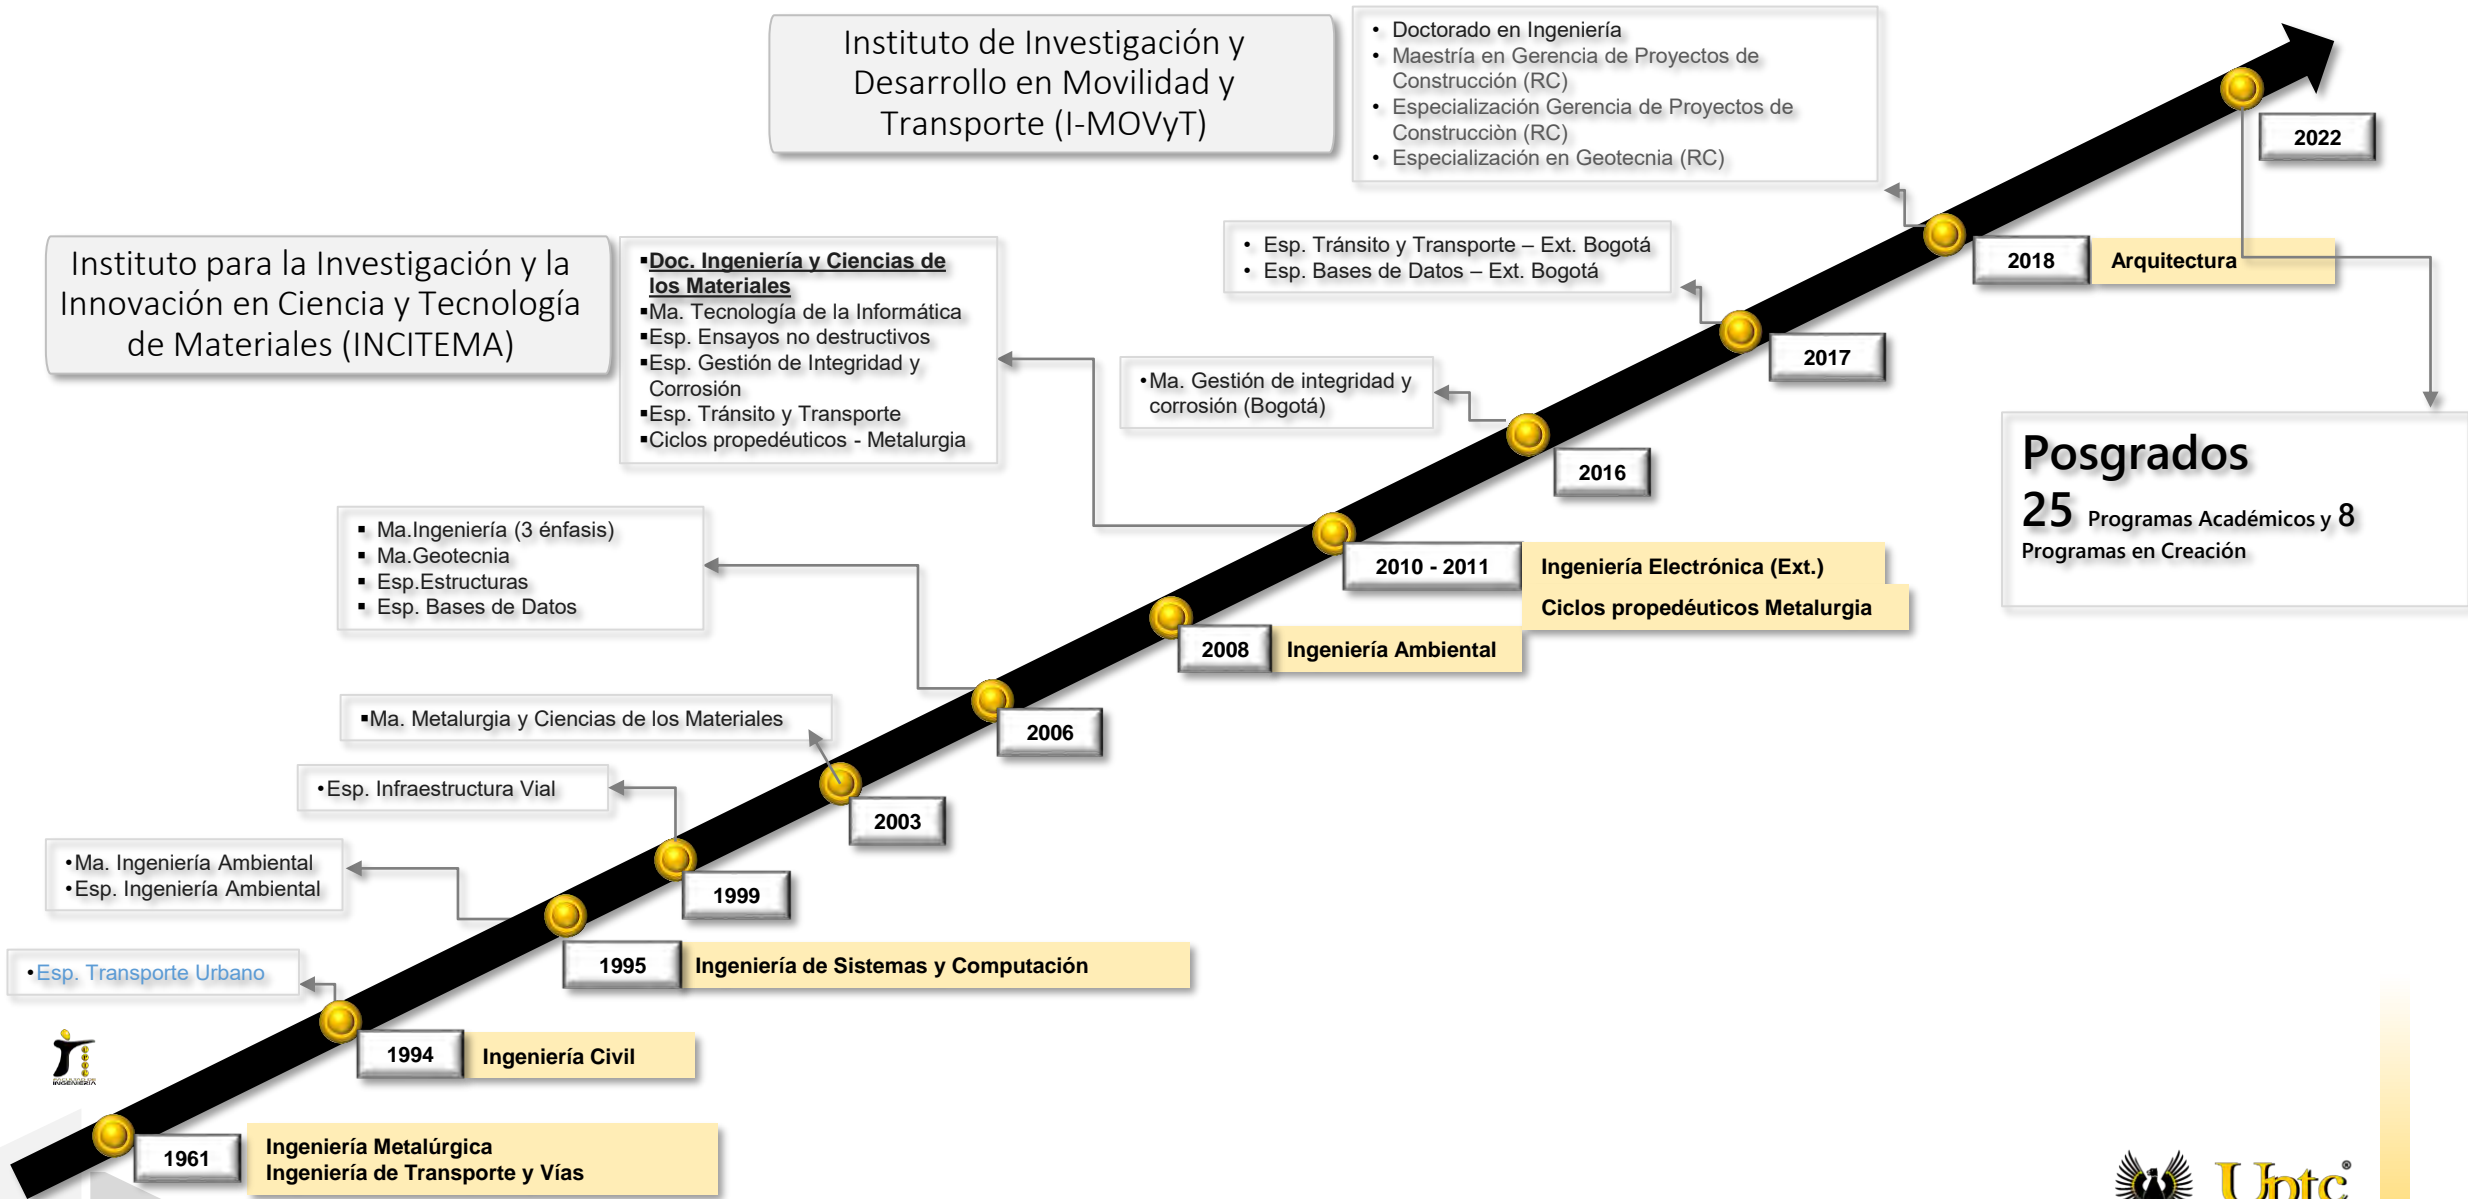 Instituto de Investigación y
Desarrollo en Movilidad y
Transporte (I-MOVyT)
• Doctorado en Ingeniería
• Maestría en Gerencia de Proyectos de
Construcción (RC)
• Especialización Gerencia de Proyectos de
Construcciòn (RC)
• Especialización en Geotecnia (RC)
2022
Instituto para la Investigación y la
Innovación en Ciencia y Tecnología
de Materiales (INCITEMA)
▪Doc. Ingeniería y Ciencias de
los Materiales
▪Ma. Tecnología de la Informática
▪Esp. Ensayos no destructivos
▪Esp. Gestión de Integridad y
Corrosión
▪Esp. Tránsito y Transporte
▪Ciclos propedéuticos - Metalurgia
• Esp. Tránsito y Transporte – Ext. Bogotá
• Esp. Bases de Datos – Ext. Bogotá
2018
Arquitectura
2017
•Ma. Gestión de integridad y
corrosión (Bogotá)
2016
Posgrados
25 Programas Académicos y 8
Programas en Creación
▪ Ma.Ingeniería (3 énfasis)
▪ Ma.Geotecnia
▪ Esp.Estructuras
▪ Esp. Bases de Datos
2010 - 2011
Ingeniería Electrónica (Ext.)
Ciclos propedéuticos Metalurgia
2008
Ingeniería Ambiental
▪Ma. Metalurgia y Ciencias de los Materiales
2006
•Esp. Infraestructura Vial
2003
•Ma. Ingeniería Ambiental
•Esp. Ingeniería Ambiental
1999
•Esp. Transporte Urbano
1995
Ingeniería de Sistemas y Computación
1994
Ingeniería Civil
INGENIERÍA
1961
Ingeniería Metalúrgica
Ingeniería de Transporte y Vías
Uptc®